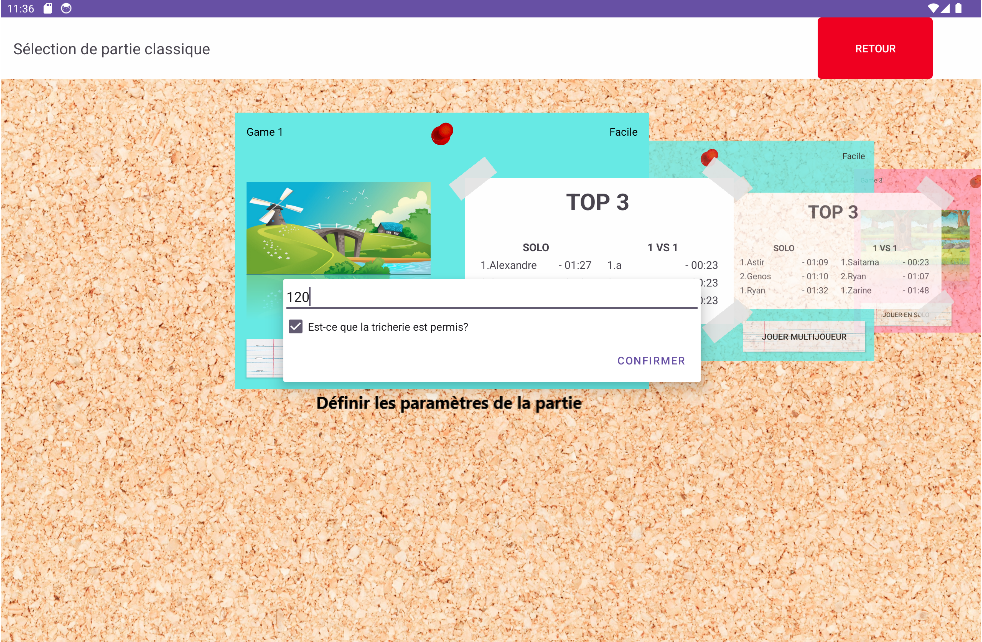 11:36
Sélection de partie classique
RETOUR
Game 1
Facile
TOP 3
SOLO
1 VS 1
1.Alexandre - 01:27
1.a - 00:23
0:23
0:23
120
Est-ce que la tricherie est permis?
CONFIRMER
Définir les paramètres de la partie
Facile
TOP 3
SOLO
1 VS 1
1.Astir - 01:09
1.Saitama - 00:23
2.Genos - 01:10
2.Ryan - 01:07
1.Ryan - 01:32
1.Zarine - 01:48
JOUER MULTIJOUEUR
JOUER EN SOLO